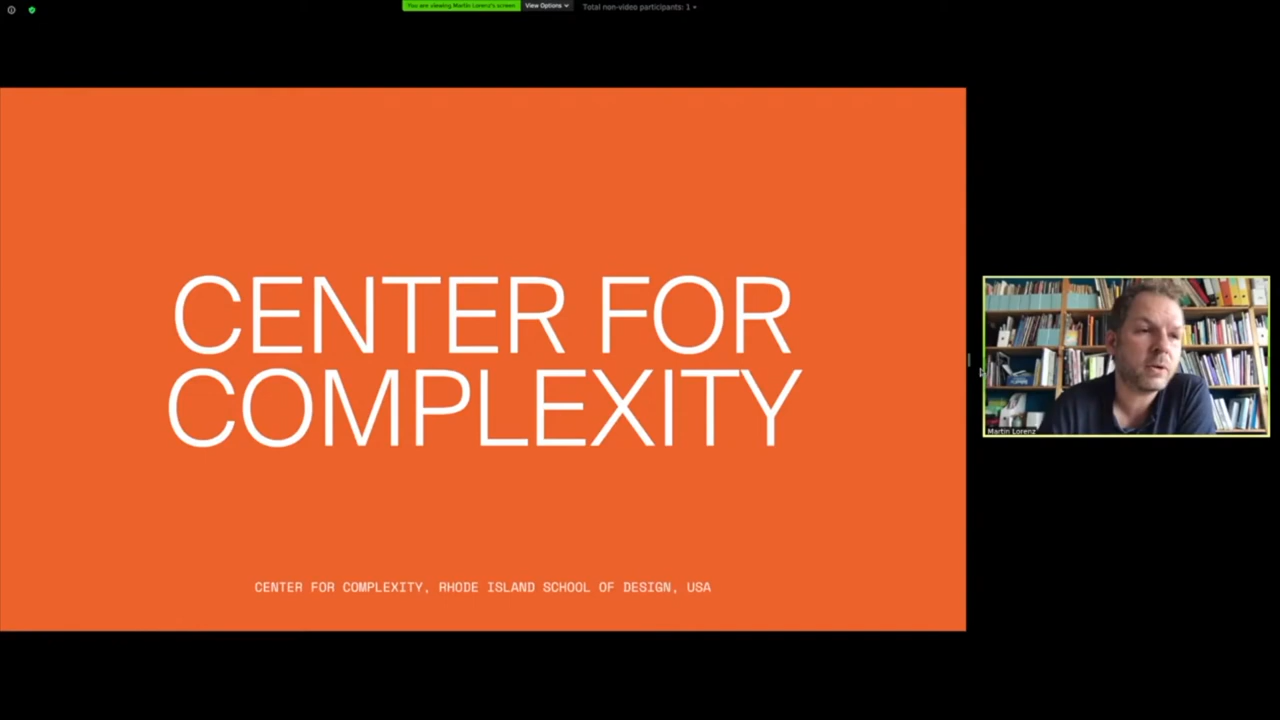 You are viewing Martin Lorenz's screen
View Options
Total non-video participants: 1
CENTER FOR
COMPLEXITY
CENTER FOR COMPLEXITY, RHODE ISLAND SCHOOL OF DESIGN, USA
Martin Lorenz